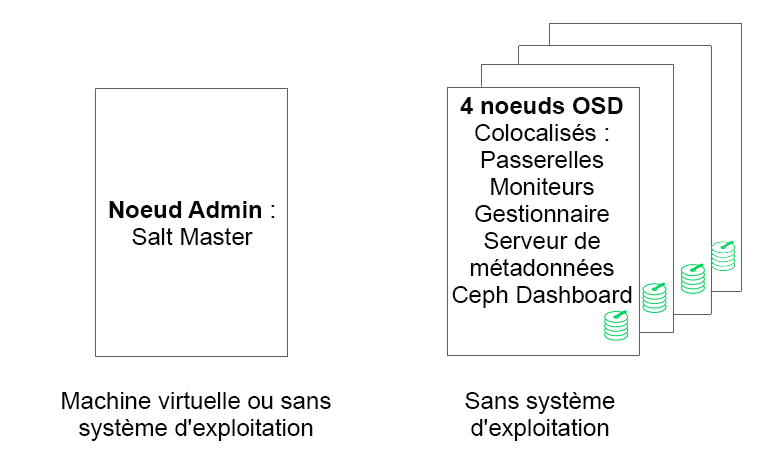 Noeud Admin :
Salt Master
Machine virtuelle ou sans
système d'exploitation
4 noeuds OSD
Colocalisés :
Passerelles
Moniteurs
Gestionnaire
Serveur de
métadonnées
Ceph Dashboard
Sans système
d'exploitation